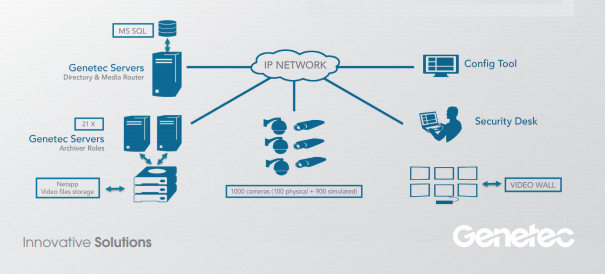 MS SQL
Genetec Servers
Directory & Media Router
IP NETWORK
Config Tool
21 X
Genetec Servers
Archiver Roles
Security Desk
Netapp
Video files storage
1000 cameras (100 physical + 900 simulated)
VIDEO WALL
Innovative Solutions
Genetec